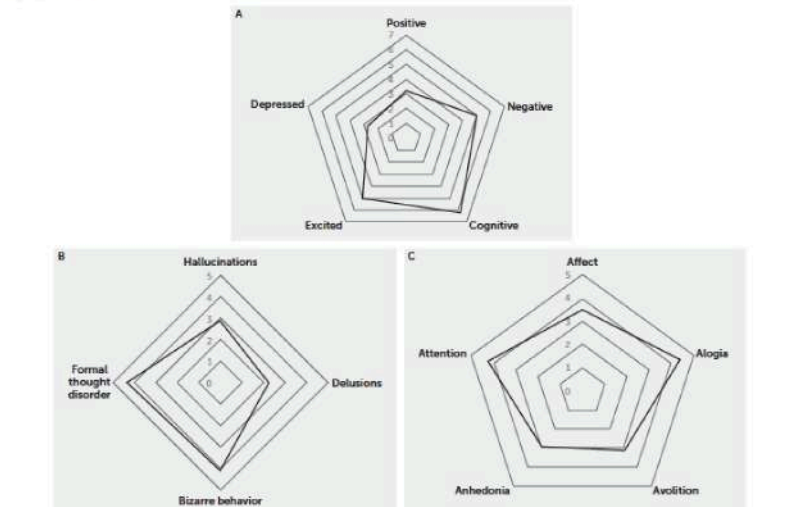 A
Positive
7
6
5
4
3
2
1
0
Depressed
Negative
Excited
Cognitive
B
Hallucinations
5
4
3
2
1
0
Formal
thought
disorder
Delusions
Bizarre behavior
C
Affect
5
4
3
2
1
0
Attention
Alogia
Anhedonia
Avolition